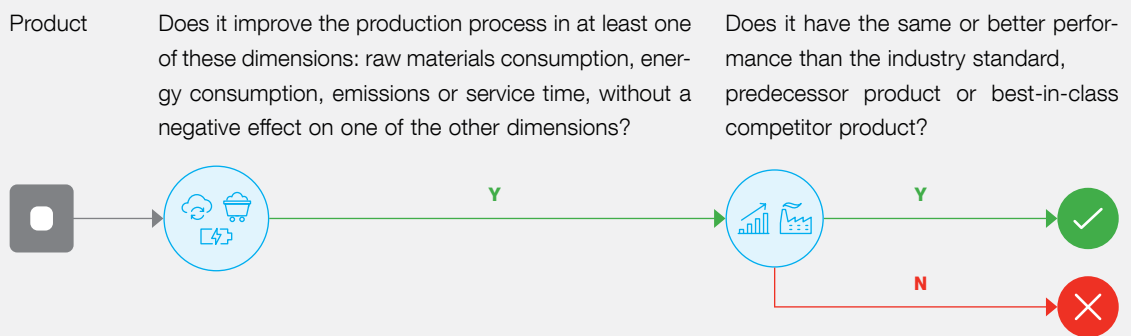 Product
Does it improve the production process in at least one
of these dimensions: raw materials consumption, ener-
gy consumption, emissions or service time, without a
negative effect on one of the other dimensions?
Does it have the same or better perfor-
mance than the industry standard,
predecessor product or best-in-class
competitor product?
Y
Y
N